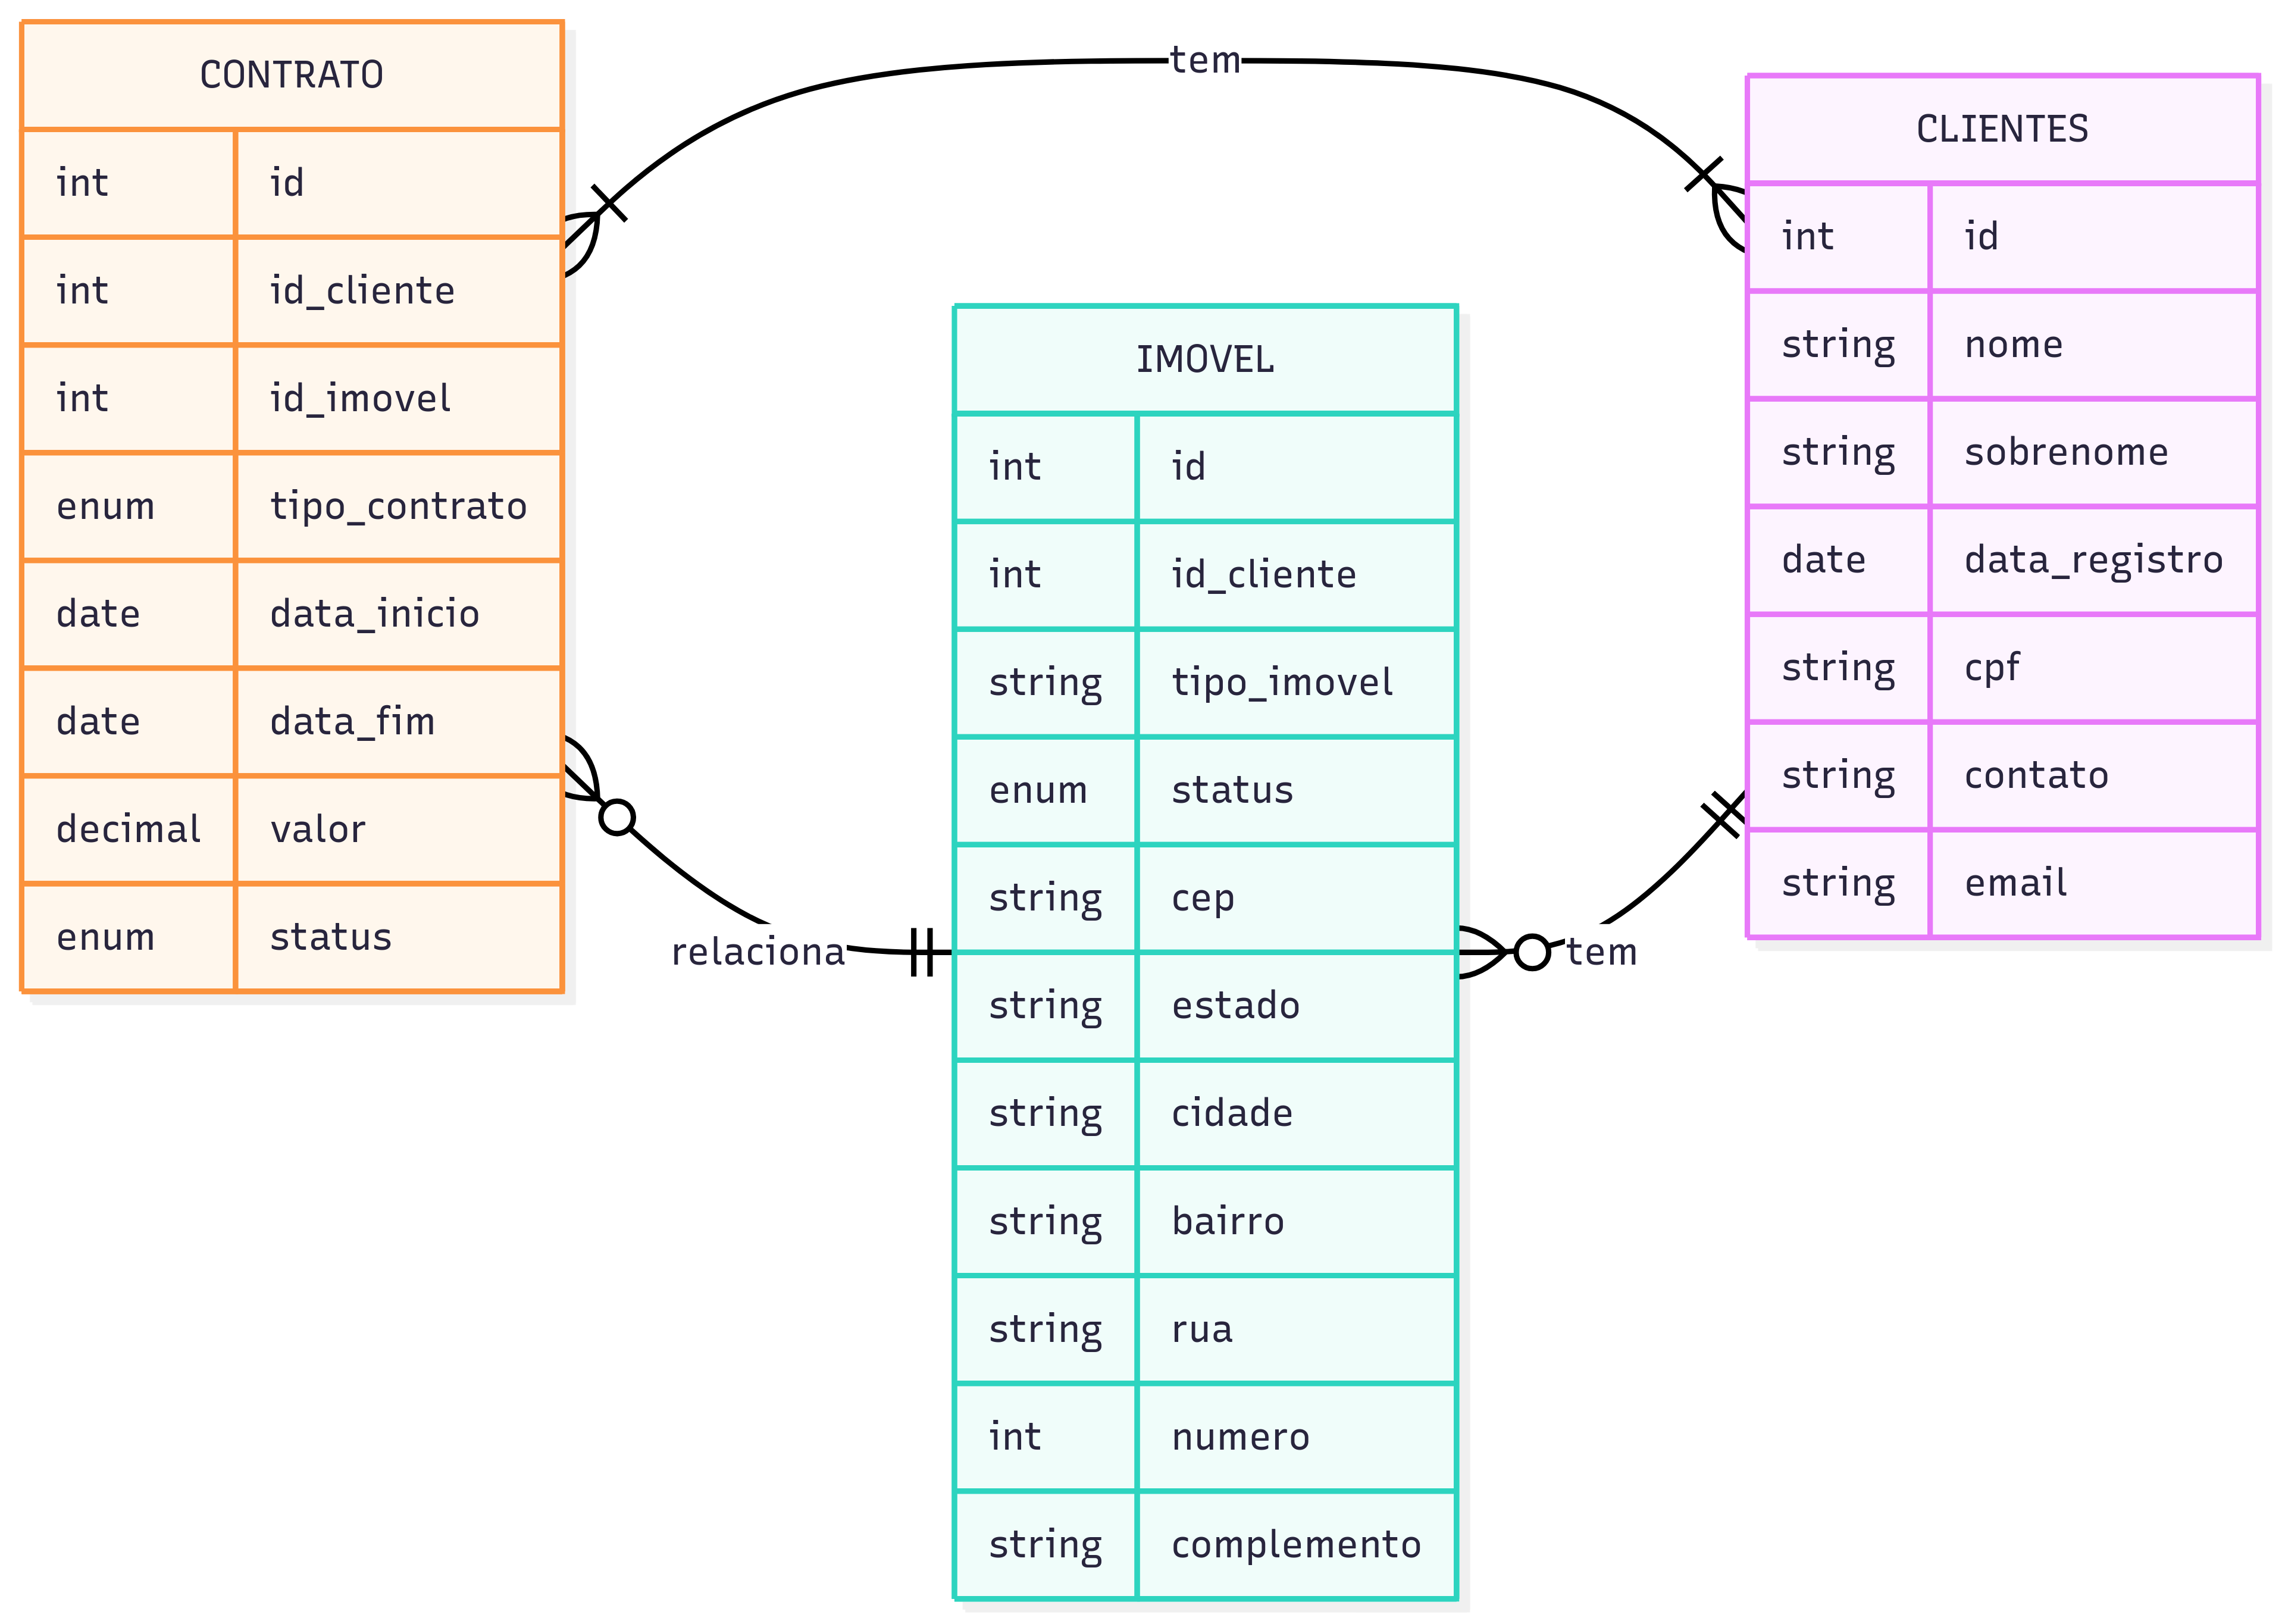 CONTRATO
int id
int id_cliente
int id_imovel
enum tipo_contrato
date data_inicio
date data_fim
decimal valor
enum status
tem
relaciona
IMOVEL
int id
int id_cliente
string tipo_imovel
enum status
string cep
string estado
string cidade
string bairro
string rua
int numero
string complemento
tem
CLIENTES
int id
string nome
string sobrenome
date data_registro
string cpf
string contato
string email